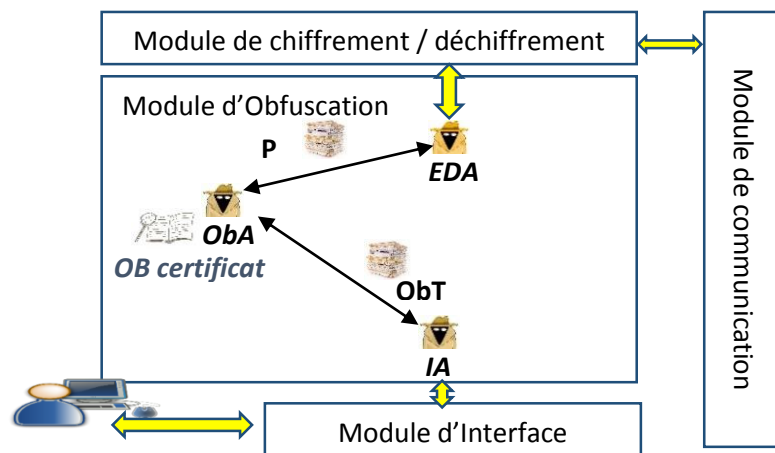 Module de chiffrement / déchiffrement
Module d'Obfuscation
P
EDA
ObA
OB certificat
ObT
IA
Module d'Interface
Module de communication